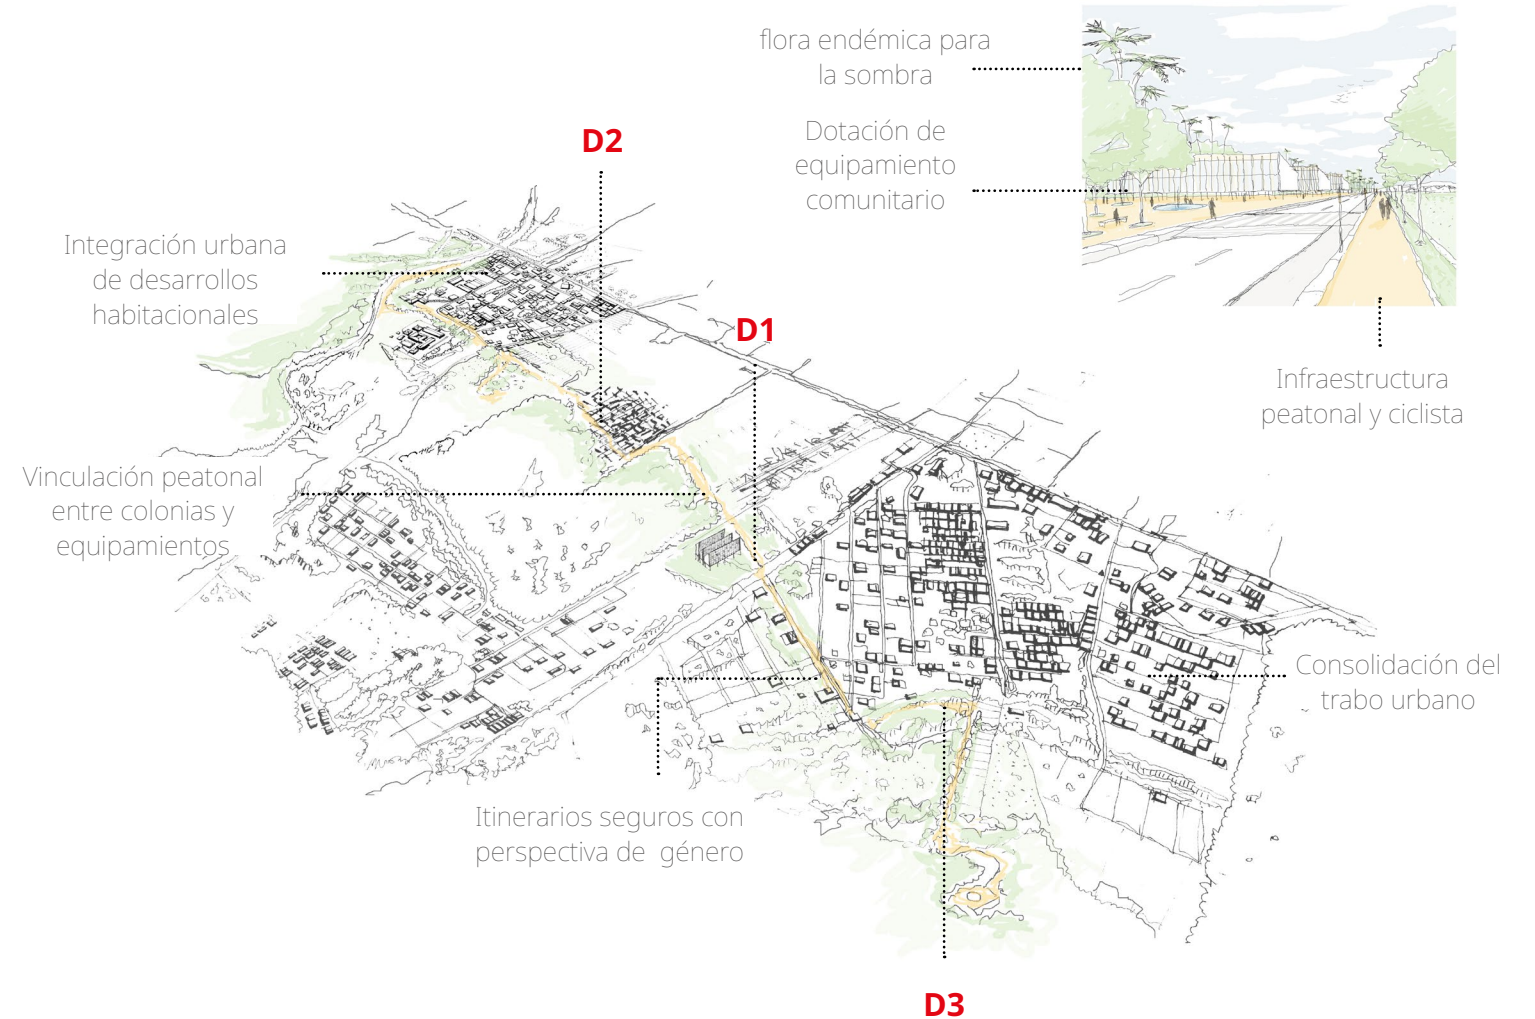 flora endémica para
la sombra
Dotación de
equipamiento
comunitario
D2
Integración urbana
de desarrollos
habitacionales
D1
Infraestructura
peatonal y ciclista
Vinculación peatonal
entre colonias y
equipamientos
Consolidación del
trabo urbano
Itinerarios seguros con
perspectiva de  género
D3